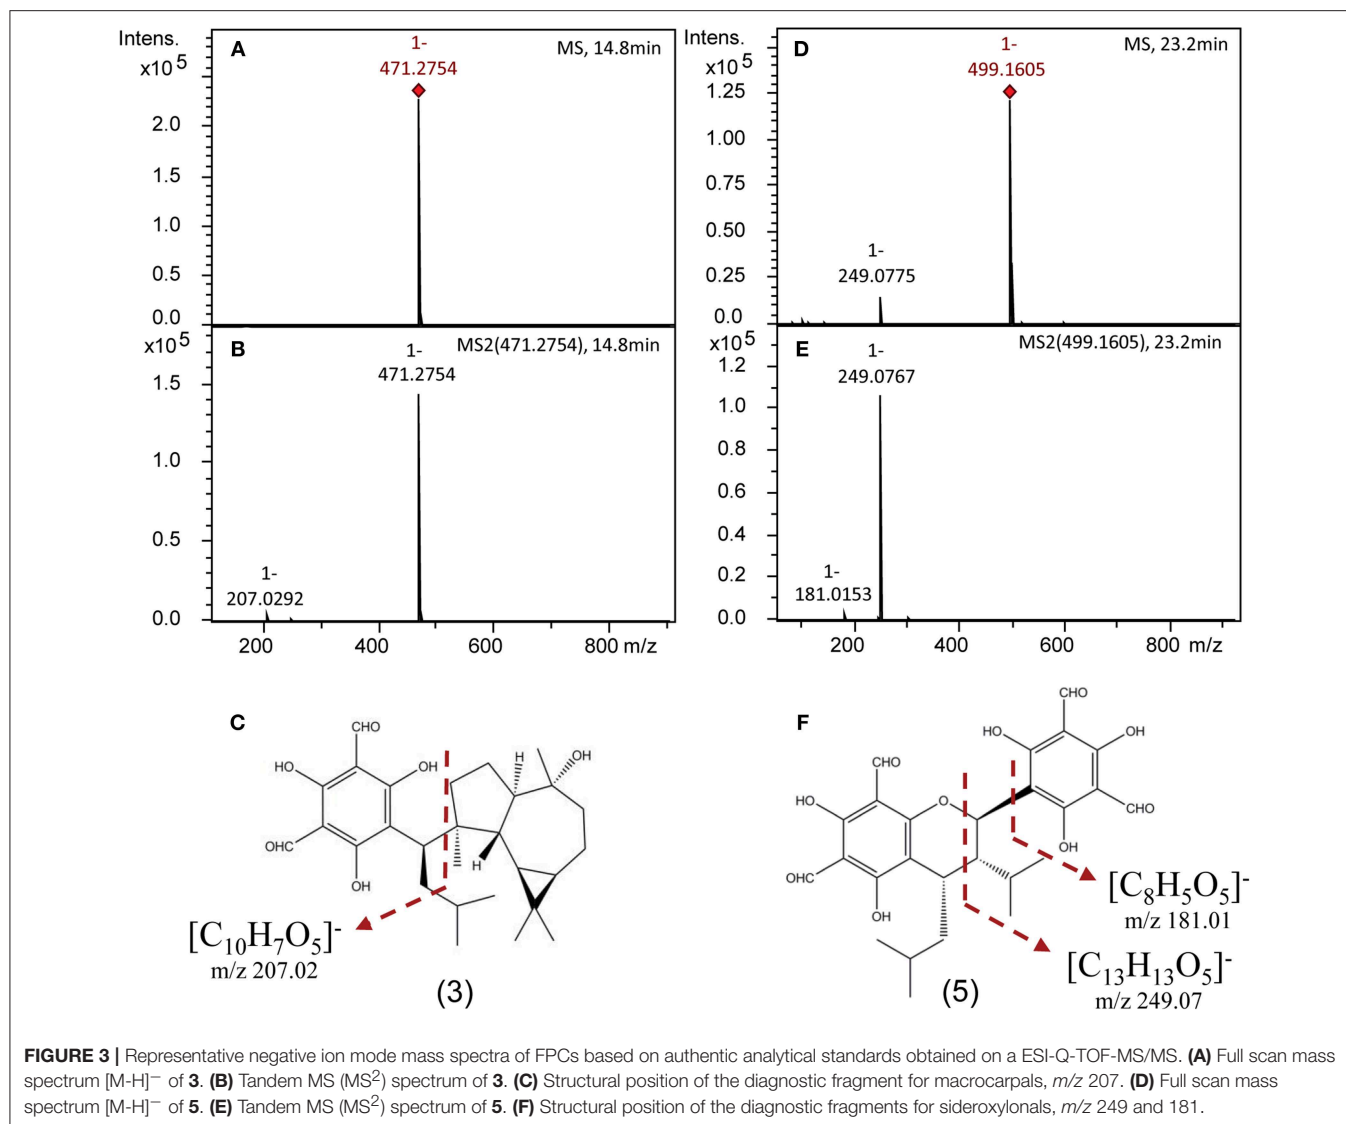 Intens.
x10⁵
A
1-
471.2754
MS, 14.8min
2.0
1.5
1.0
0.5
0.0
x10⁵
B
1-
471.2754
MS2(471.2754), 14.8min
1.5
1.0
0.5
0.0
1-
207.0292
200
400
600
800 m/z
Intens.
x10⁵
D
1-
499.1605
MS, 23.2min
1.25
1.00
0.75
0.50
0.25
0.0
1-
249.0775
x10⁵
E
1-
249.0767
MS2(499.1605), 23.2min
1.2
1.0
0.8
0.6
0.4
0.2
0.0
1-
181.0153
200
400
600
800
m/z
C
CHO
HO
OH
OHC
OH
H
OH
H
[C₁₀H₇O₅]⁻
m/z 207.02
(3)
F
CHO
HO
OH
CHO
OH
CHO
HO
O
OHC
OH
[C₈H₅O₅]⁻
m/z 181.01
[C₁₃H₁₃O₅]⁻
m/z 249.07
(5)
FIGURE 3 | Representative negative ion mode mass spectra of FPCs based on authentic analytical standards obtained on a ESI-Q-TOF-MS/MS. (A) Full scan mass
spectrum [M-H]⁻ of 3. (B) Tandem MS (MS²) spectrum of 3. (C) Structural position of the diagnostic fragment for macrocarpals, m/z 207. (D) Full scan mass
spectrum [M-H]⁻ of 5. (E) Tandem MS (MS²) spectrum of 5. (F) Structural position of the diagnostic fragments for sideroxylonals, m/z 249 and 181.